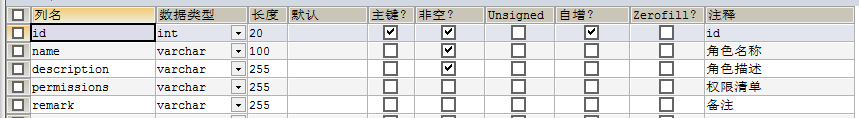 列名 数据类型 长度 默认 主键? 非空? Unsigned 自增? Zerofill? 注释
id int 20 id
name varchar 100 角色名称
description varchar 255 角色描述
permissions varchar 255 权限清单
remark varchar 255 备注